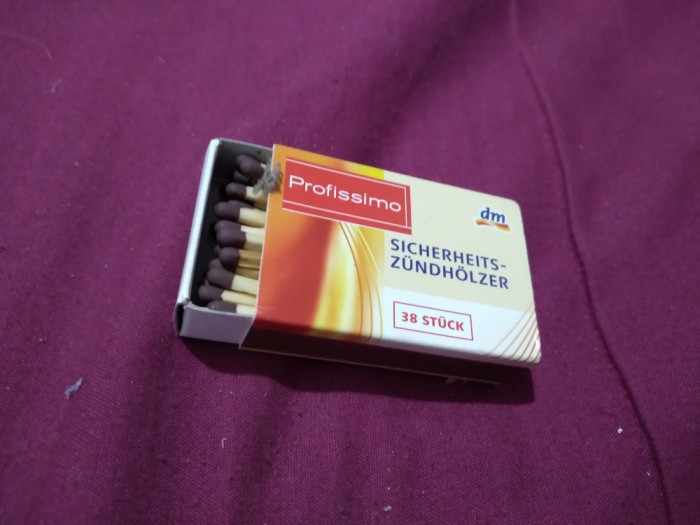 Profissimo
dm
SICHERHEITS-
ZÜNDHÖLZER
38 STÜCK